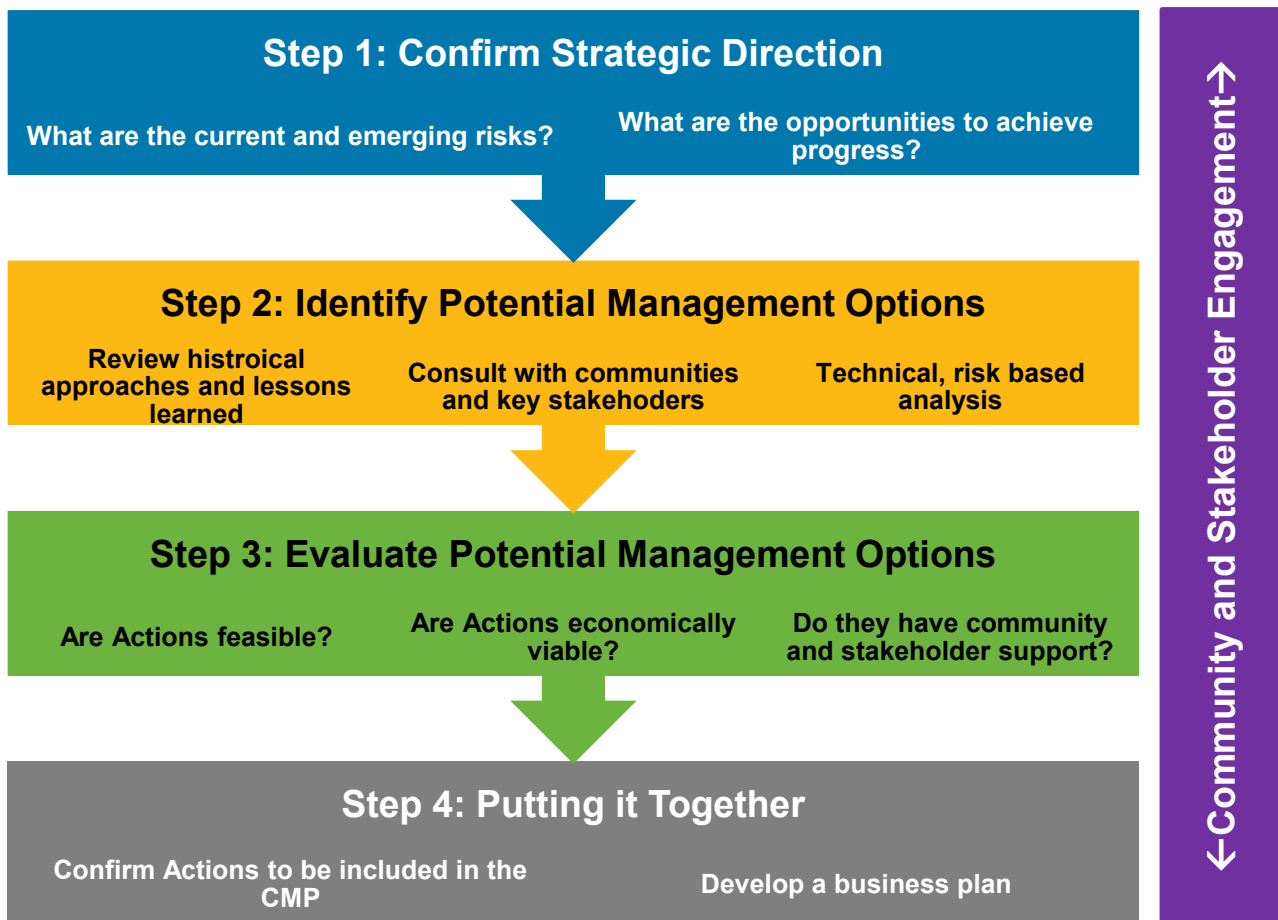 Step 1: Confirm Strategic Direction
What are the current and emerging risks?
What are the opportunities to achieve
progress?
Step 2: Identify Potential Management Options
Review histroical
approaches and lessons
learned
Consult with communities
and key stakehoders
Technical, risk based
analysis
Step 3: Evaluate Potential Management Options
Are Actions feasible?
Are Actions economically
viable?
Do they have community
and stakeholder support?
Step 4: Putting it Together
Confirm Actions to be included in the
CMP
Develop a business plan
←Community and Stakeholder Engagement→